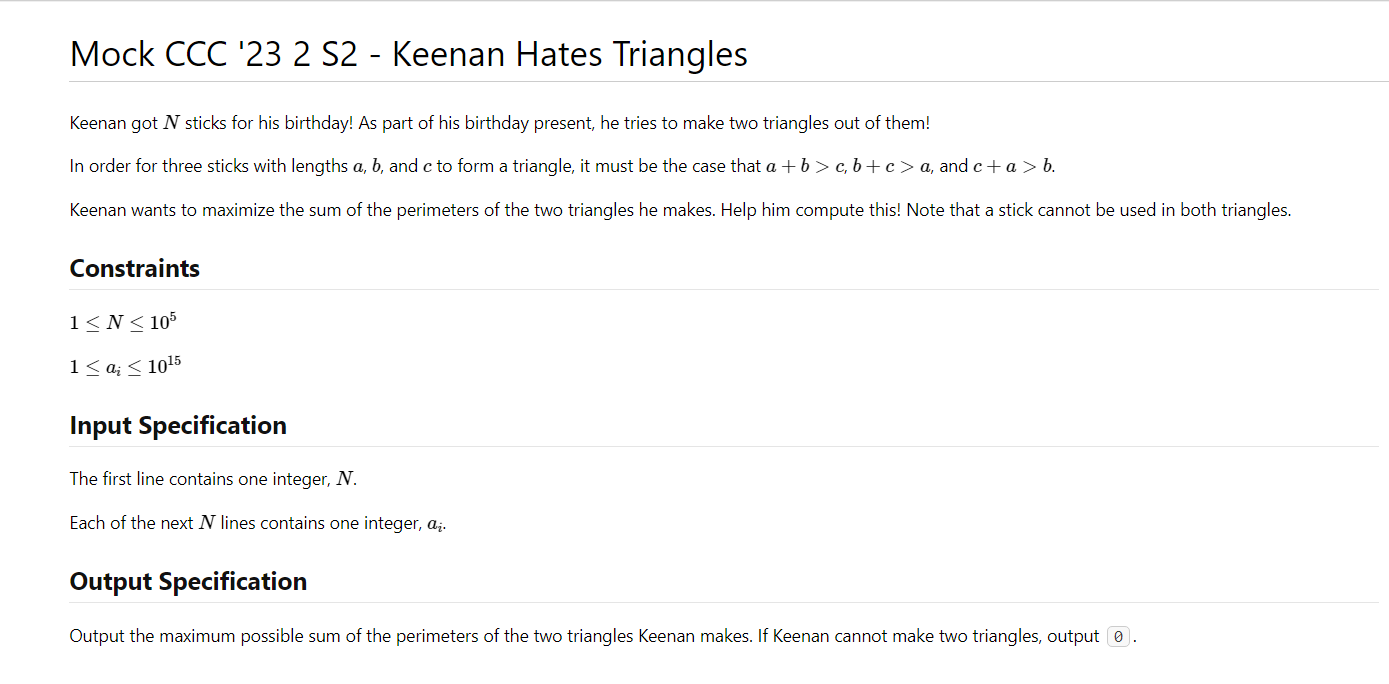 Mock CCC '23 2 S2 - Keenan Hates Triangles
Keenan got N sticks for his birthday! As part of his birthday present, he tries to make two triangles out of them!
In order for three sticks with lengths a, b, and c to form a triangle, it must be the case that a + b > c, b + c > a, and c + a > b.
Keenan wants to maximize the sum of the perimeters of the two triangles he makes. Help him compute this! Note that a stick cannot be used in both triangles.
Constraints
1 ≤ N ≤ 10⁵
1 ≤ aᵢ ≤ 10¹⁵
Input Specification
The first line contains one integer, N.
Each of the next N lines contains one integer, aᵢ.
Output Specification
Output the maximum possible sum of the perimeters of the two triangles Keenan makes. If Keenan cannot make two triangles, output 0.